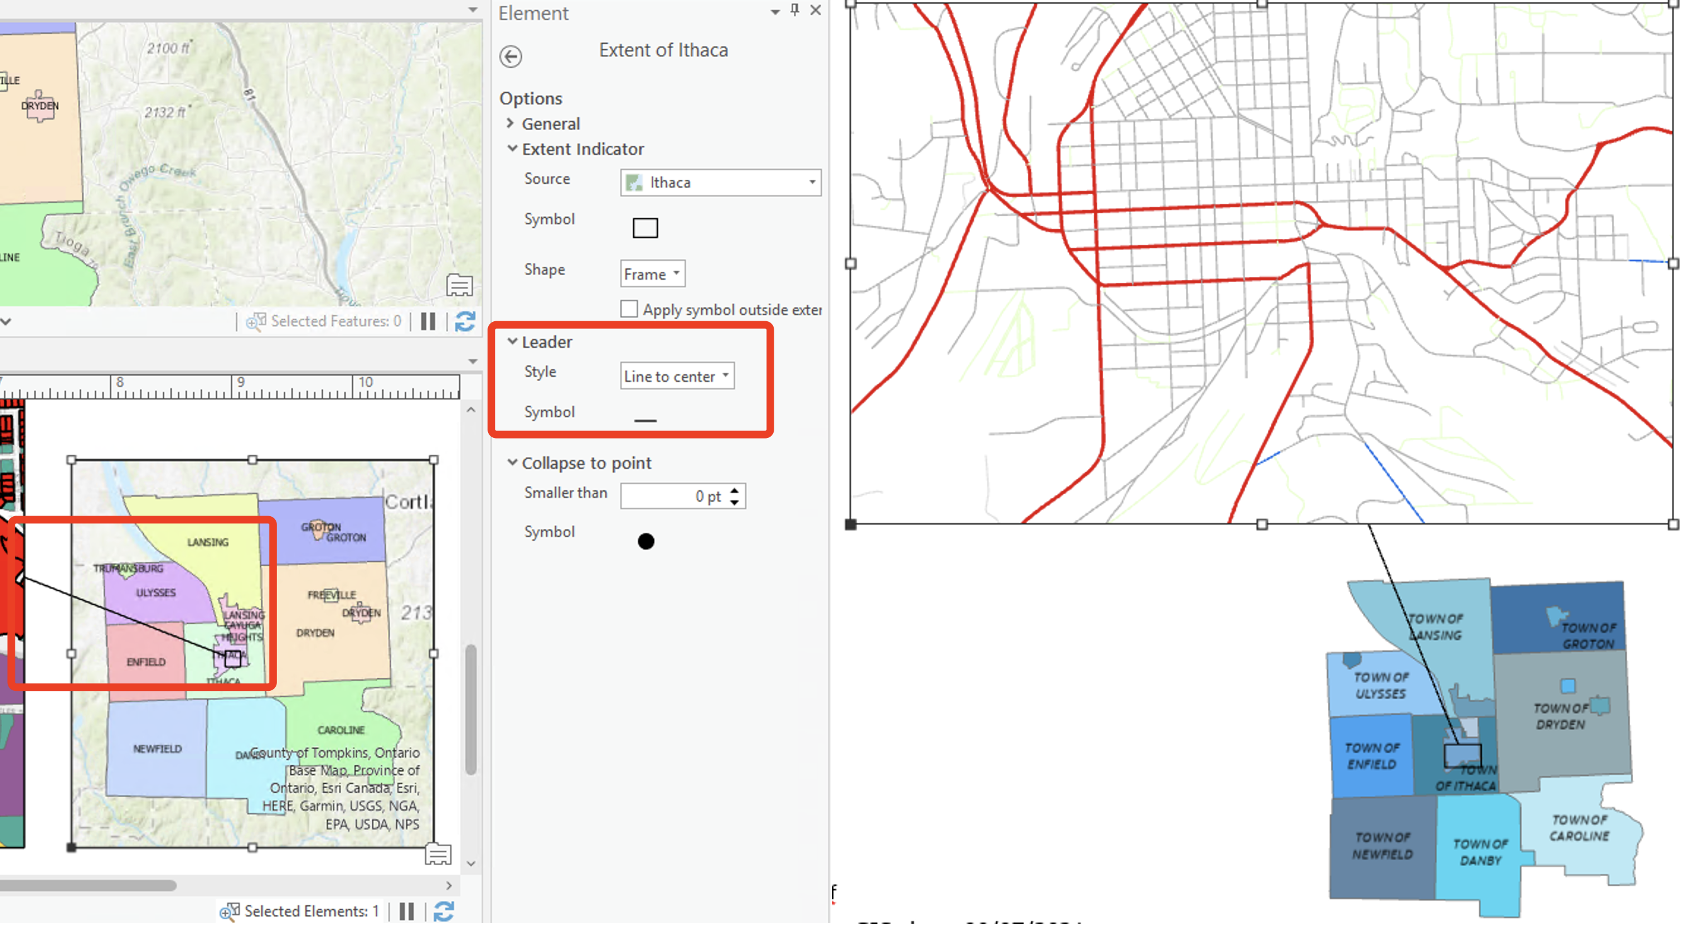 2100 ft
ILLE
DRYDEN
2132 ft
81
East Branch Owego Creek
Tioga
LINE
Selected Features: 0
8
9
10
Cortl
GROTON
GROTON
LANSING
TRUMANSBURG
ULYSSES
FREEVILLE
DRYDEN
213
LANSING
CAYUGA
HEIGHTS
DRYDEN
ENFIELD
ITHACA
ITHACA
CAROLINE
NEWFIELD
DANBY
County of Tompkins, Ontario
Base Map, Province of
Ontario, Esri Canada, Esri,
HERE, Garmin, USGS, NGA,
EPA, USDA, NPS
Selected Elements: 1
Element
Extent of Ithaca
Options
General
Extent Indicator
Source
Ithaca
Symbol
Shape
Frame
Apply symbol outside exter
Leader
Style
Line to center
Symbol
Collapse to point
Smaller than
0 pt
Symbol
TOWN OF
LANSING
TOWN OF
GROTON
TOWN OF
ULYSSES
TOWN OF
DRYDEN
TOWN OF
ENFIELD
TOWN
OF ITHACA
TOWN OF
NEWFIELD
TOWN OF
DANBY
TOWN OF
CAROLINE
f